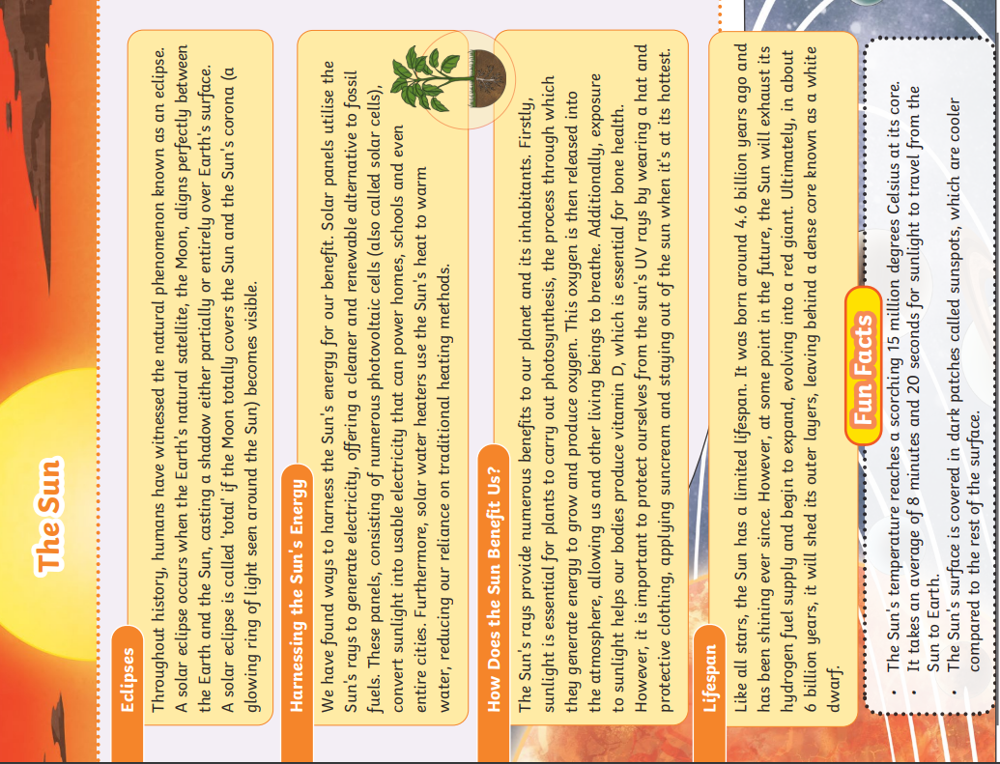 The Sun
Eclipses
Throughout history, humans have witnessed the natural phenomenon known as an eclipse.
A solar eclipse occurs when the Earth's natural satellite, the Moon, aligns perfectly between
the Earth and the Sun, casting a shadow either partially or entirely over Earth's surface.
A solar eclipse is called 'total' if the Moon totally covers the Sun and the Sun's corona (a
glowing ring of light seen around the Sun) becomes visible.
Harnessing the Sun's Energy
We have found ways to harness the Sun's energy for our benefit. Solar panels utilise the
Sun's rays to generate electricity, offering a cleaner and renewable alternative to fossil
fuels. These panels, consisting of numerous photovoltaic cells (also called solar cells),
convert sunlight into usable electricity that can power homes, schools and even
entire cities. Furthermore, solar water heaters use the Sun's heat to warm
water, reducing our reliance on traditional heating methods.
How Does the Sun Benefit Us?
The Sun's rays provide numerous benefits to our planet and its inhabitants. Firstly,
sunlight is essential for plants to carry out photosynthesis, the process through which
they generate energy to grow and produce oxygen. This oxygen is then released into
the atmosphere, allowing us and other living beings to breathe. Additionally, exposure
to sunlight helps our bodies produce vitamin D, which is essential for bone health.
However, it is important to protect ourselves from the sun's UV rays by wearing a hat and
protective clothing, applying suncream and staying out of the sun when it's at its hottest.
Lifespan
Like all stars, the Sun has a limited lifespan. It was born around 4.6 billion years ago and
has been shining ever since. However, at some point in the future, the Sun will exhaust its
hydrogen fuel supply and begin to expand, evolving into a red giant. Ultimately, in about
6 billion years, it will shed its outer layers, leaving behind a dense core known as a white
dwarf.
Fun Facts
• The Sun's temperature reaches a scorching 15 million degrees Celsius at its core.
• It takes an average of 8 minutes and 20 seconds for sunlight to travel from the
Sun to Earth.
• The Sun's surface is covered in dark patches called sunspots, which are cooler
compared to the rest of the surface.